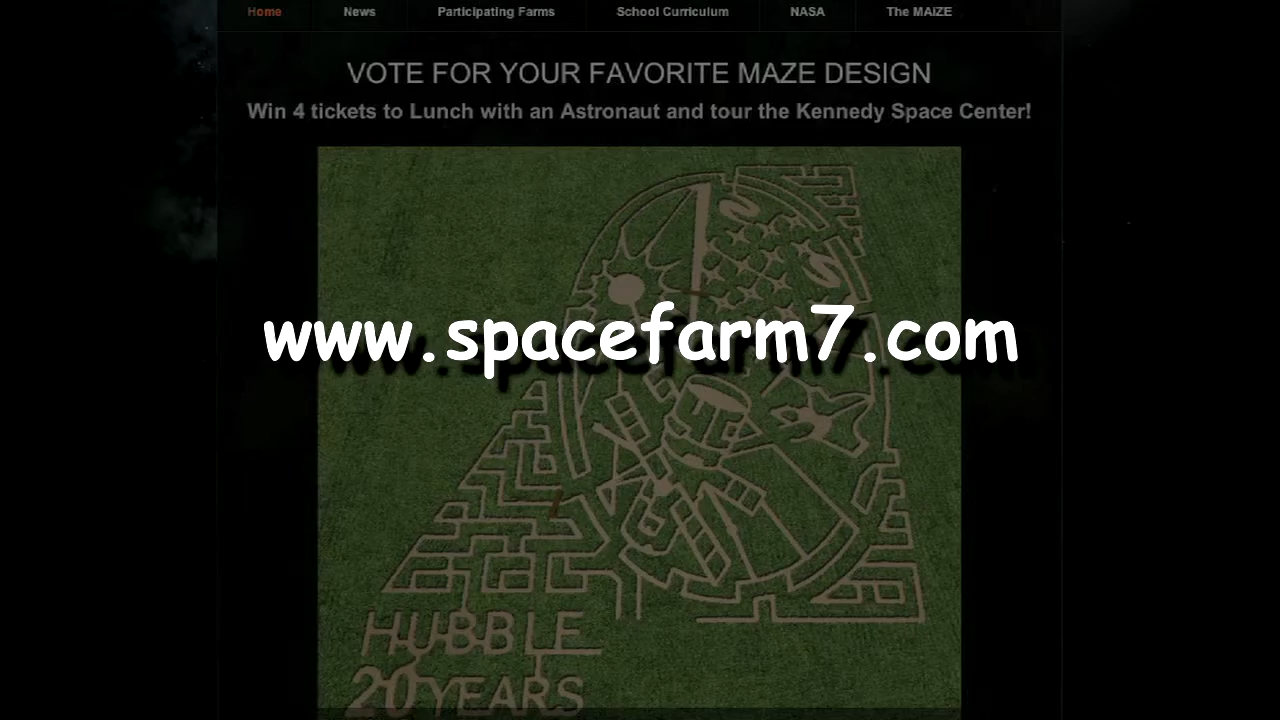 Home News Participating Farms School Curriculum NASA The MAiZE
VOTE FOR YOUR FAVORITE MAZE DESIGN
Win 4 tickets to Lunch with an Astronaut and tour the Kennedy Space Center!
www.spacefarm7.com
HUBBLE
20 YEARS